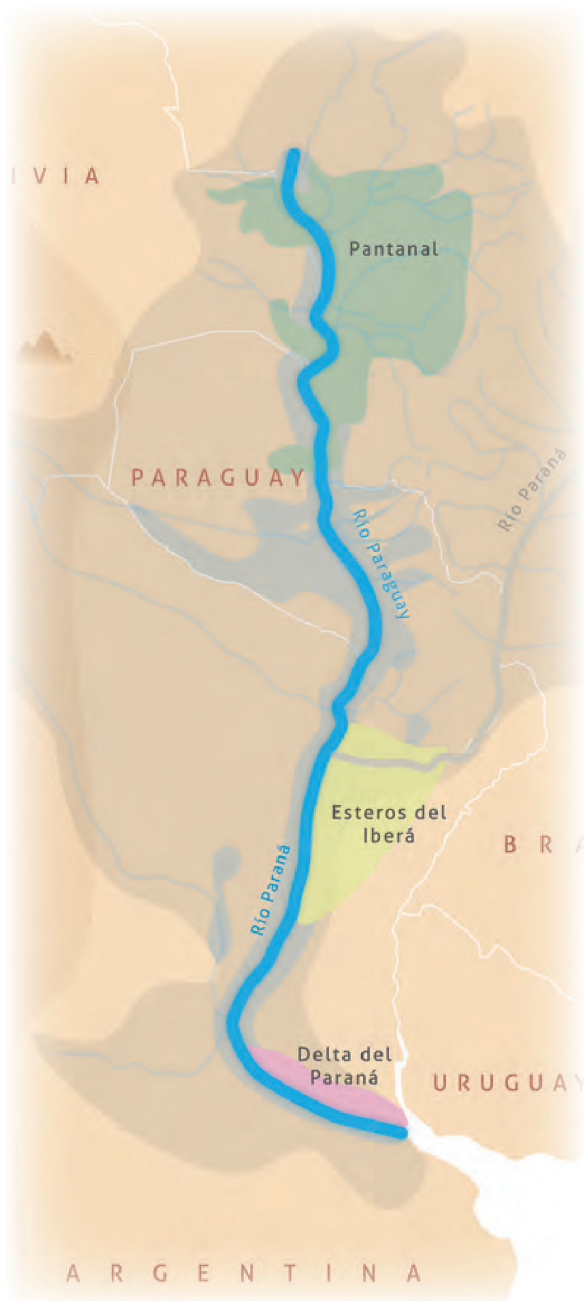 IVIA
Pantanal
PARAGUAY
Río Paraná
Río Paraguay
Esteros del
Iberá
BRA
Río Paraná
Delta del
Paraná
URUGUAY
ARGENTINA